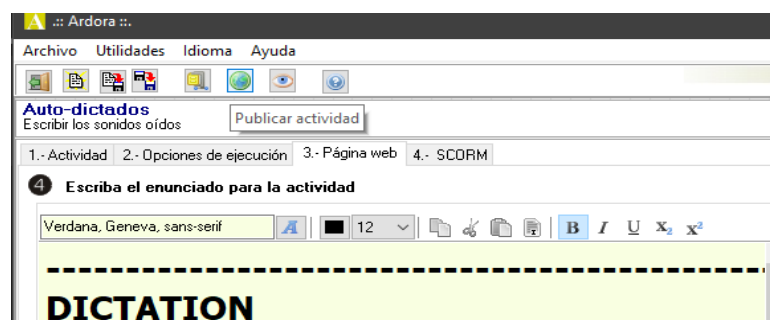 .:: Ardora ::.
Archivo Utilidades Idioma Ayuda
Auto-dictados
Escribir los sonidos oídos
Publicar actividad
1.- Actividad 2.- Opciones de ejecución 3.- Página web 4.- SCORM
4 Escriba el enunciado para la actividad
Verdana, Geneva, sans-serif A 12 B I U X₂ X²
DICTATION